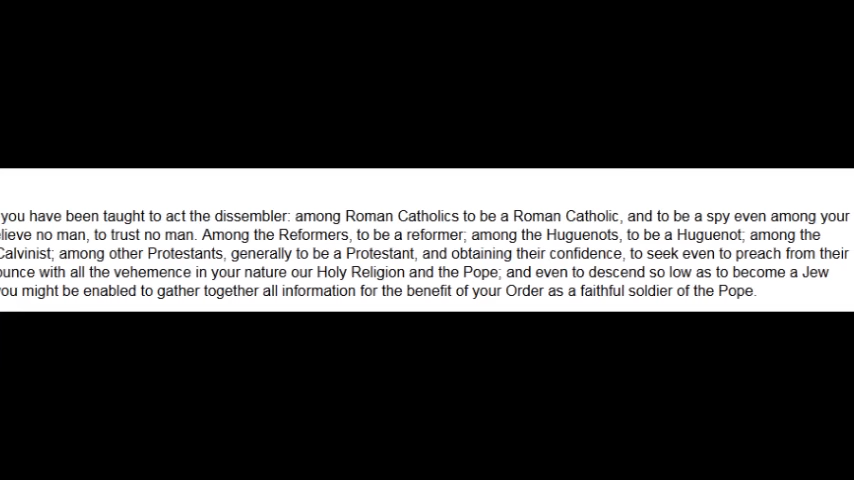 you have been taught to act the dissembler: among Roman Catholics to be a Roman Catholic, and to be a spy even among your
lieve no man, to trust no man. Among the Reformers, to be a reformer; among the Huguenots, to be a Huguenot; among the
Calvinist; among other Protestants, generally to be a Protestant, and obtaining their confidence, to seek even to preach from their
ounce with all the vehemence in your nature our Holy Religion and the Pope; and even to descend so low as to become a Jew
ou might be enabled to gather together all information for the benefit of your Order as a faithful soldier of the Pope.